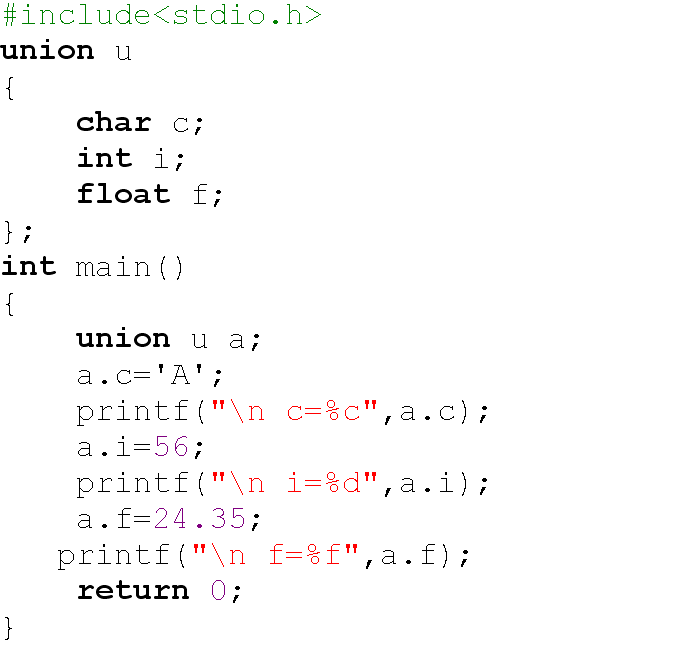 #include<stdio.h>
union u
{
    char c;
    int i;
    float f;
};
int main()
{
    union u a;
    a.c='A';
    printf("\n c=%c",a.c);
    a.i=56;
    printf("\n i=%d",a.i);
    a.f=24.35;
   printf("\n f=%f",a.f);
    return 0;
}